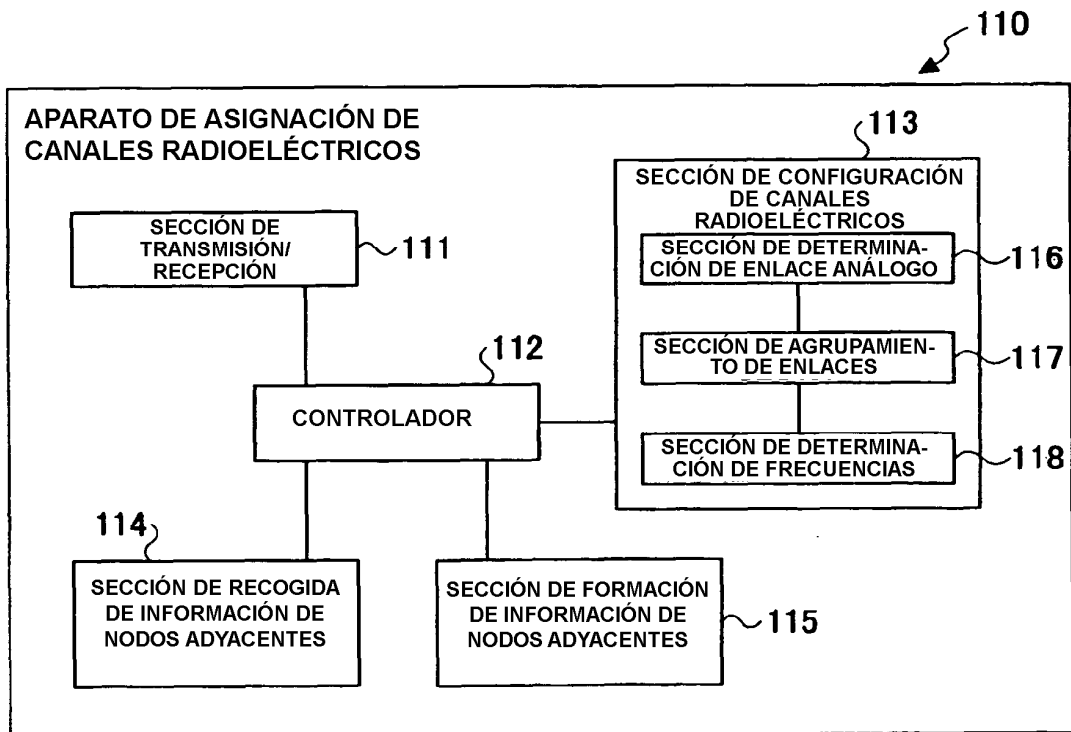 110
APARATO DE ASIGNACIÓN DE
CANALES RADIOELÉCTRICOS
113
SECCIÓN DE CONFIGURACIÓN
DE CANALES
RADIOELÉCTRICOS
SECCIÓN DE
TRANSMISIÓN/
RECEPCIÓN
111
SECCIÓN DE DETERMINA-
CIÓN DE ENLACE ANÁLOGO
116
112
CONTROLADOR
SECCIÓN DE AGRUPAMIEN-
TO DE ENLACES
117
SECCIÓN DE DETERMINA-
CIÓN DE FRECUENCIAS
118
114
SECCIÓN DE RECOGIDA
DE INFORMACIÓN DE
NODOS ADYACENTES
SECCIÓN DE FORMACIÓN
DE INFORMACIÓN DE
NODOS ADYACENTES
115